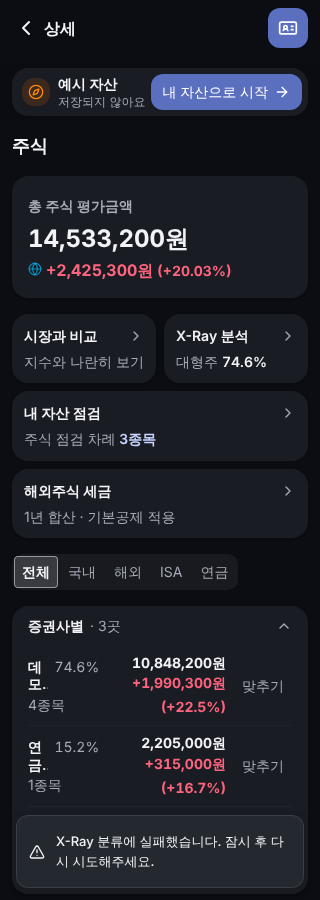 상세
예시 자산
저장되지 않아요
내 자산으로 시작
주식
총 주식 평가금액
14,533,200원
+2,425,300원 (+20.03%)
시장과 비교
지수와 나란히 보기
X-Ray 분석
대형주 74.6%
내 자산 점검
주식 점검 차례 3종목
해외주식 세금
1년 합산 · 기본공제 적용
전체 국내 해외 ISA 연금
증권사별 · 3곳
데모.. 74.6%
4종목
10,848,200원
+1,990,300원
(+22.5%)
맞추기
연금.. 15.2%
1종목
2,205,000원
+315,000원
(+16.7%)
맞추기
X-Ray 분류에 실패했습니다. 잠시 후 다
시 시도해주세요.